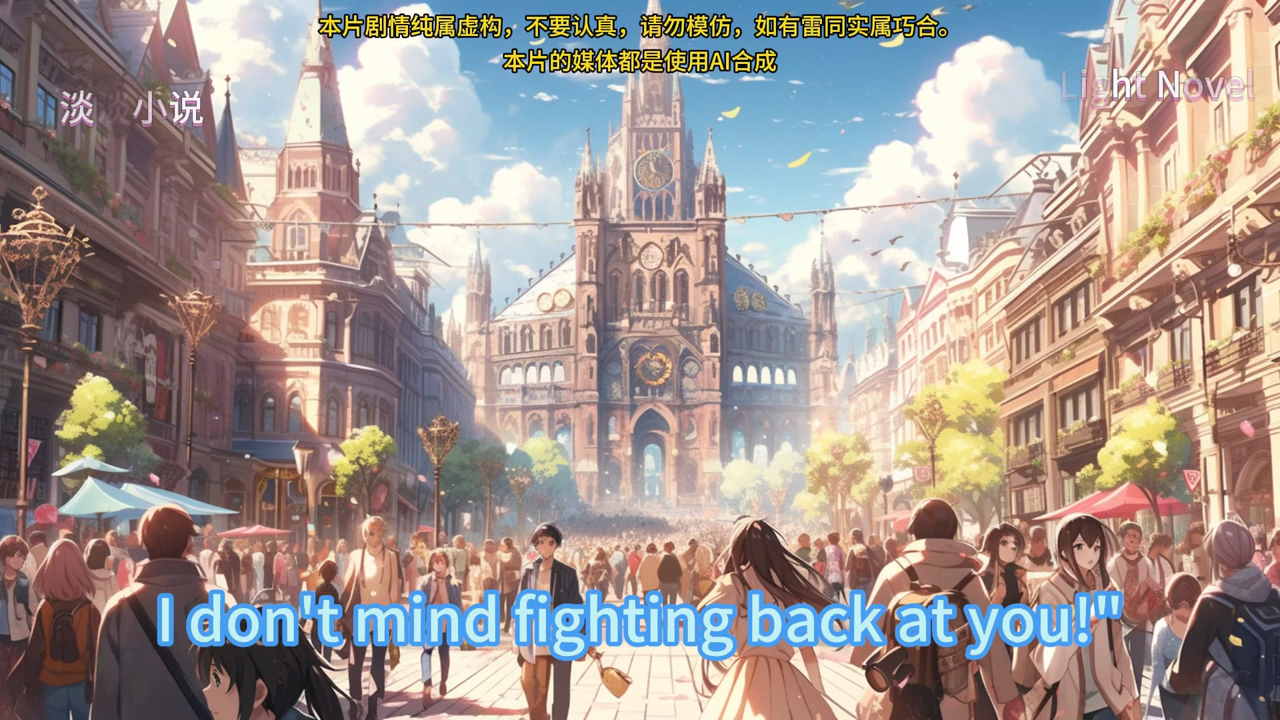 本片剧情纯属虚构，不要认真，请勿模仿，如有雷同实属巧合。
本片的媒体都是使用AI合成
淡淡小说
Light Novel
I don't mind fighting back at you!"